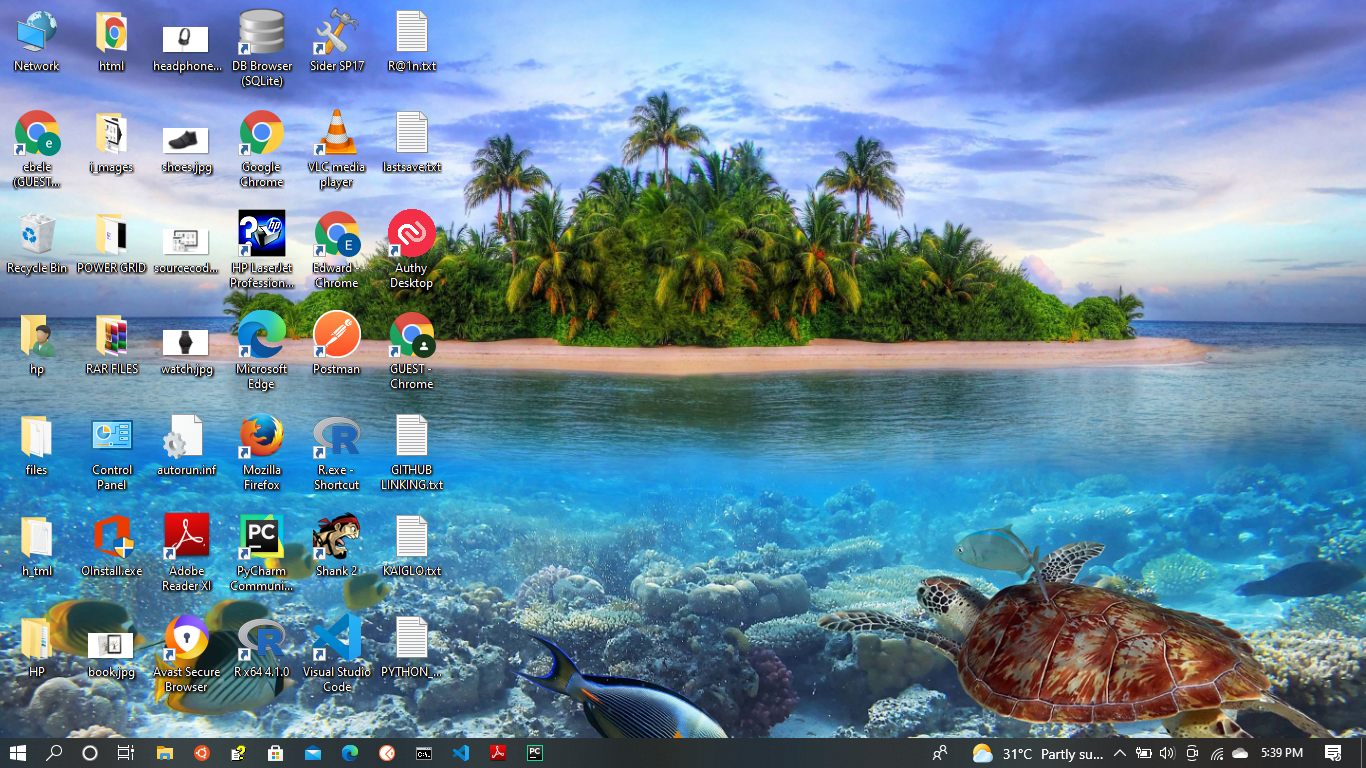 Network
html
headphone...
DB Browser
(SQLite)
Sider SP17
R@1n.txt
ebele
(GUEST...
i_mages
shoes.jpg
Google
Chrome
VLC media
player
lastsave.txt
Recycle Bin
POWER GRID
sourcecod...
HP LaserJet
Profession...
Edward -
Chrome
Authy
Desktop
hp
RAR FILES
watch.jpg
Microsoft
Edge
Postman
GUEST -
Chrome
files
Control
Panel
autorun.inf
Mozilla
Firefox
R.exe -
Shortcut
GITHUB
LINKING.txt
h_tml
OInstall.exe
Adobe
Reader XI
PyCharm
Communi...
Shank 2
KAIGLO.txt
HP
book.jpg
Avast Secure
Browser
R x64 4.1.0
Visual Studio
Code
PYTHON_...
31°C Partly su...
5:39 PM